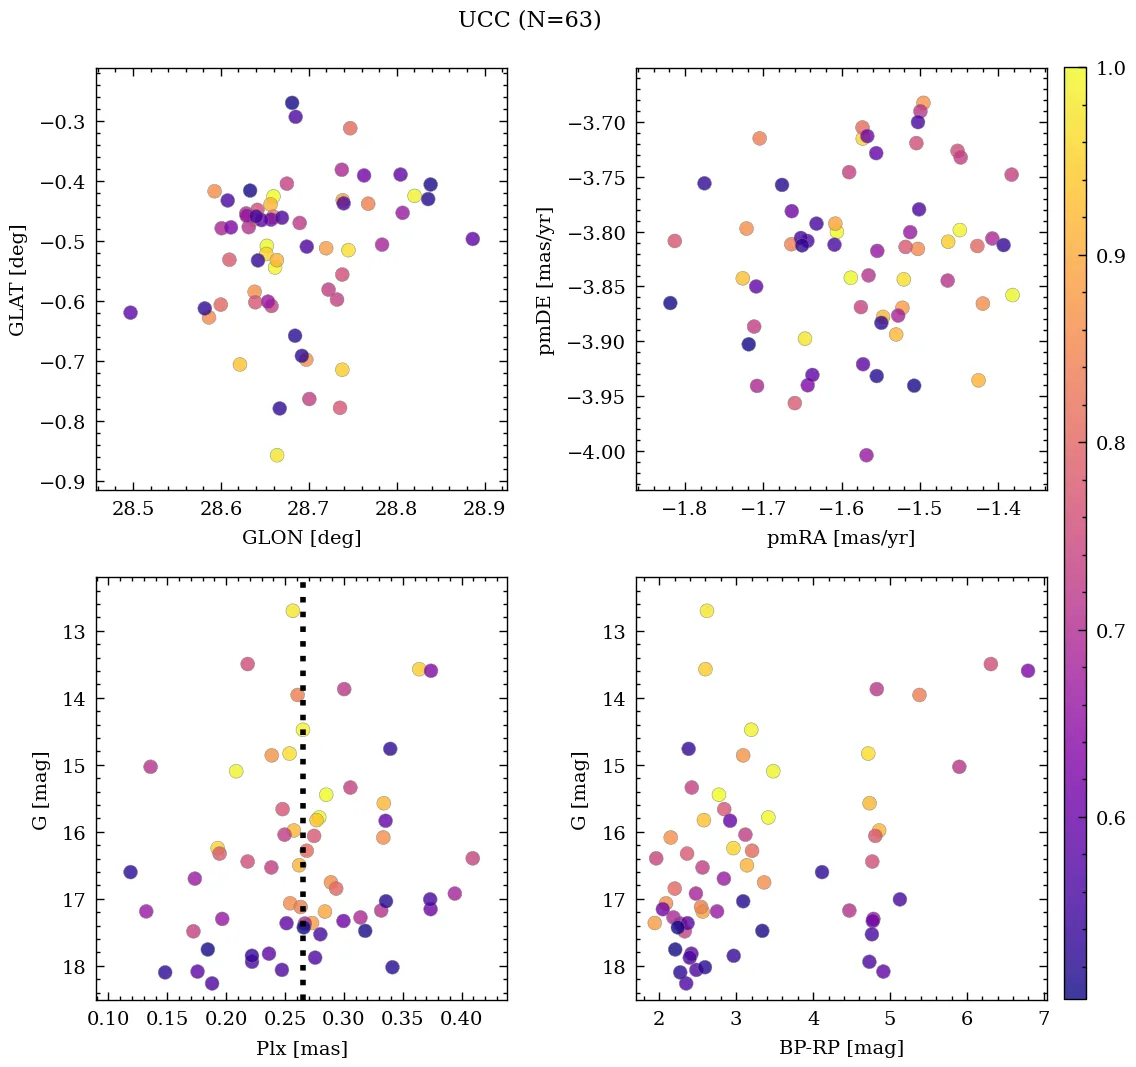 UCC (N=63)
−0.3
−0.4
−0.5
−0.6
−0.7
−0.8
−0.9
GLAT [deg]
28.5 28.6 28.7 28.8 28.9
GLON [deg]
−3.70
−3.75
−3.80
−3.85
−3.90
−3.95
−4.00
pmDE [mas/yr]
−1.8 −1.7 −1.6 −1.5 −1.4
pmRA [mas/yr]
1.0
0.9
0.8
0.7
0.6
13
14
15
16
17
18
G [mag]
0.10 0.15 0.20 0.25 0.30 0.35 0.40
Plx [mas]
13
14
15
16
17
18
G [mag]
2 3 4 5 6 7
BP-RP [mag]